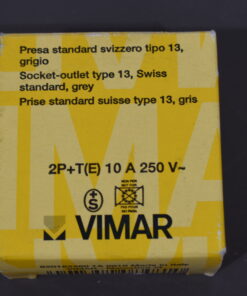 Presa standard svizzero tipo 13,
grigio
Socket-outlet type 13, Swiss
standard, grey
Prise standard suisse type 13, gris
2P+T(E) 10 A 250 V~
+S
VIMAR